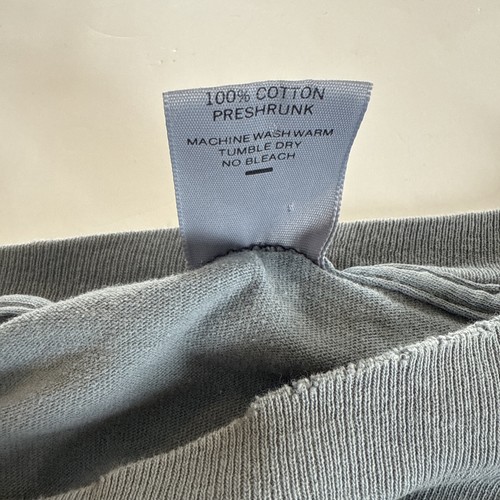 100% COTTON
PRESHRUNK
MACHINE WASH WARM
TUMBLE DRY
NO BLEACH